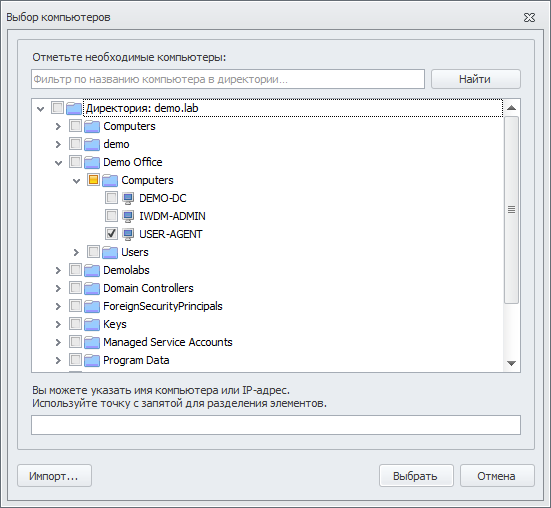 Выбор компьютеров
Отметьте необходимые компьютеры:
Фильтр по названию компьютера в директории...
Найти
Директория: demo.lab
Computers
demo
Demo Office
Computers
DEMO-DC
IWDM-ADMIN
USER-AGENT
Users
Demolabs
Domain Controllers
ForeignSecurityPrincipals
Keys
Managed Service Accounts
Program Data
Вы можете указать имя компьютера или IP-адрес.
Используйте точку с запятой для разделения элементов.
Импорт...
Выбрать
Отмена